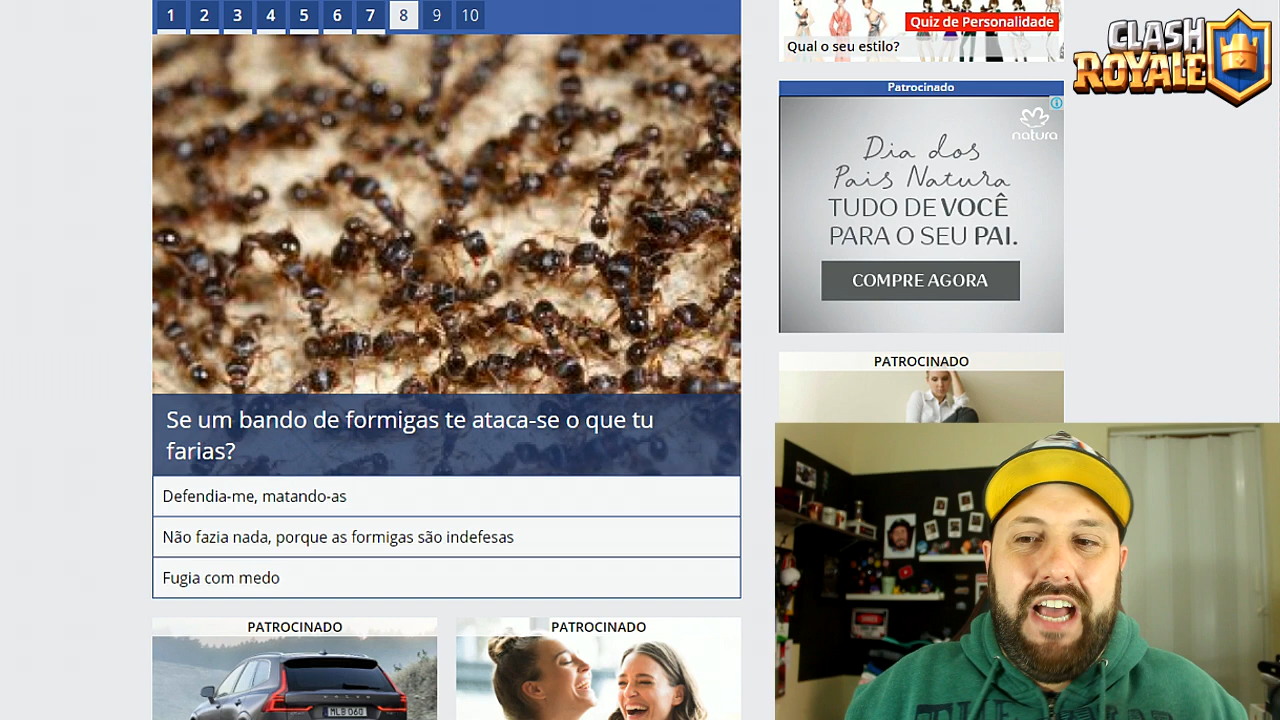 1 2 3 4 5 6 7 8 9 10
Se um bando de formigas te ataca-se o que tu
farias?
Defendia-me, matando-as
Não fazia nada, porque as formigas são indefesas
Fugia com medo
PATROCINADO
PATROCINADO
VOLVO
Quiz de Personalidade
Qual o seu estilo?
Patrocinado
natura
Dia dos
Pais Natura
TUDO DE VOCÊ
PARA O SEU PAI.
COMPRE AGORA
PATROCINADO
CLASH
ROYALE